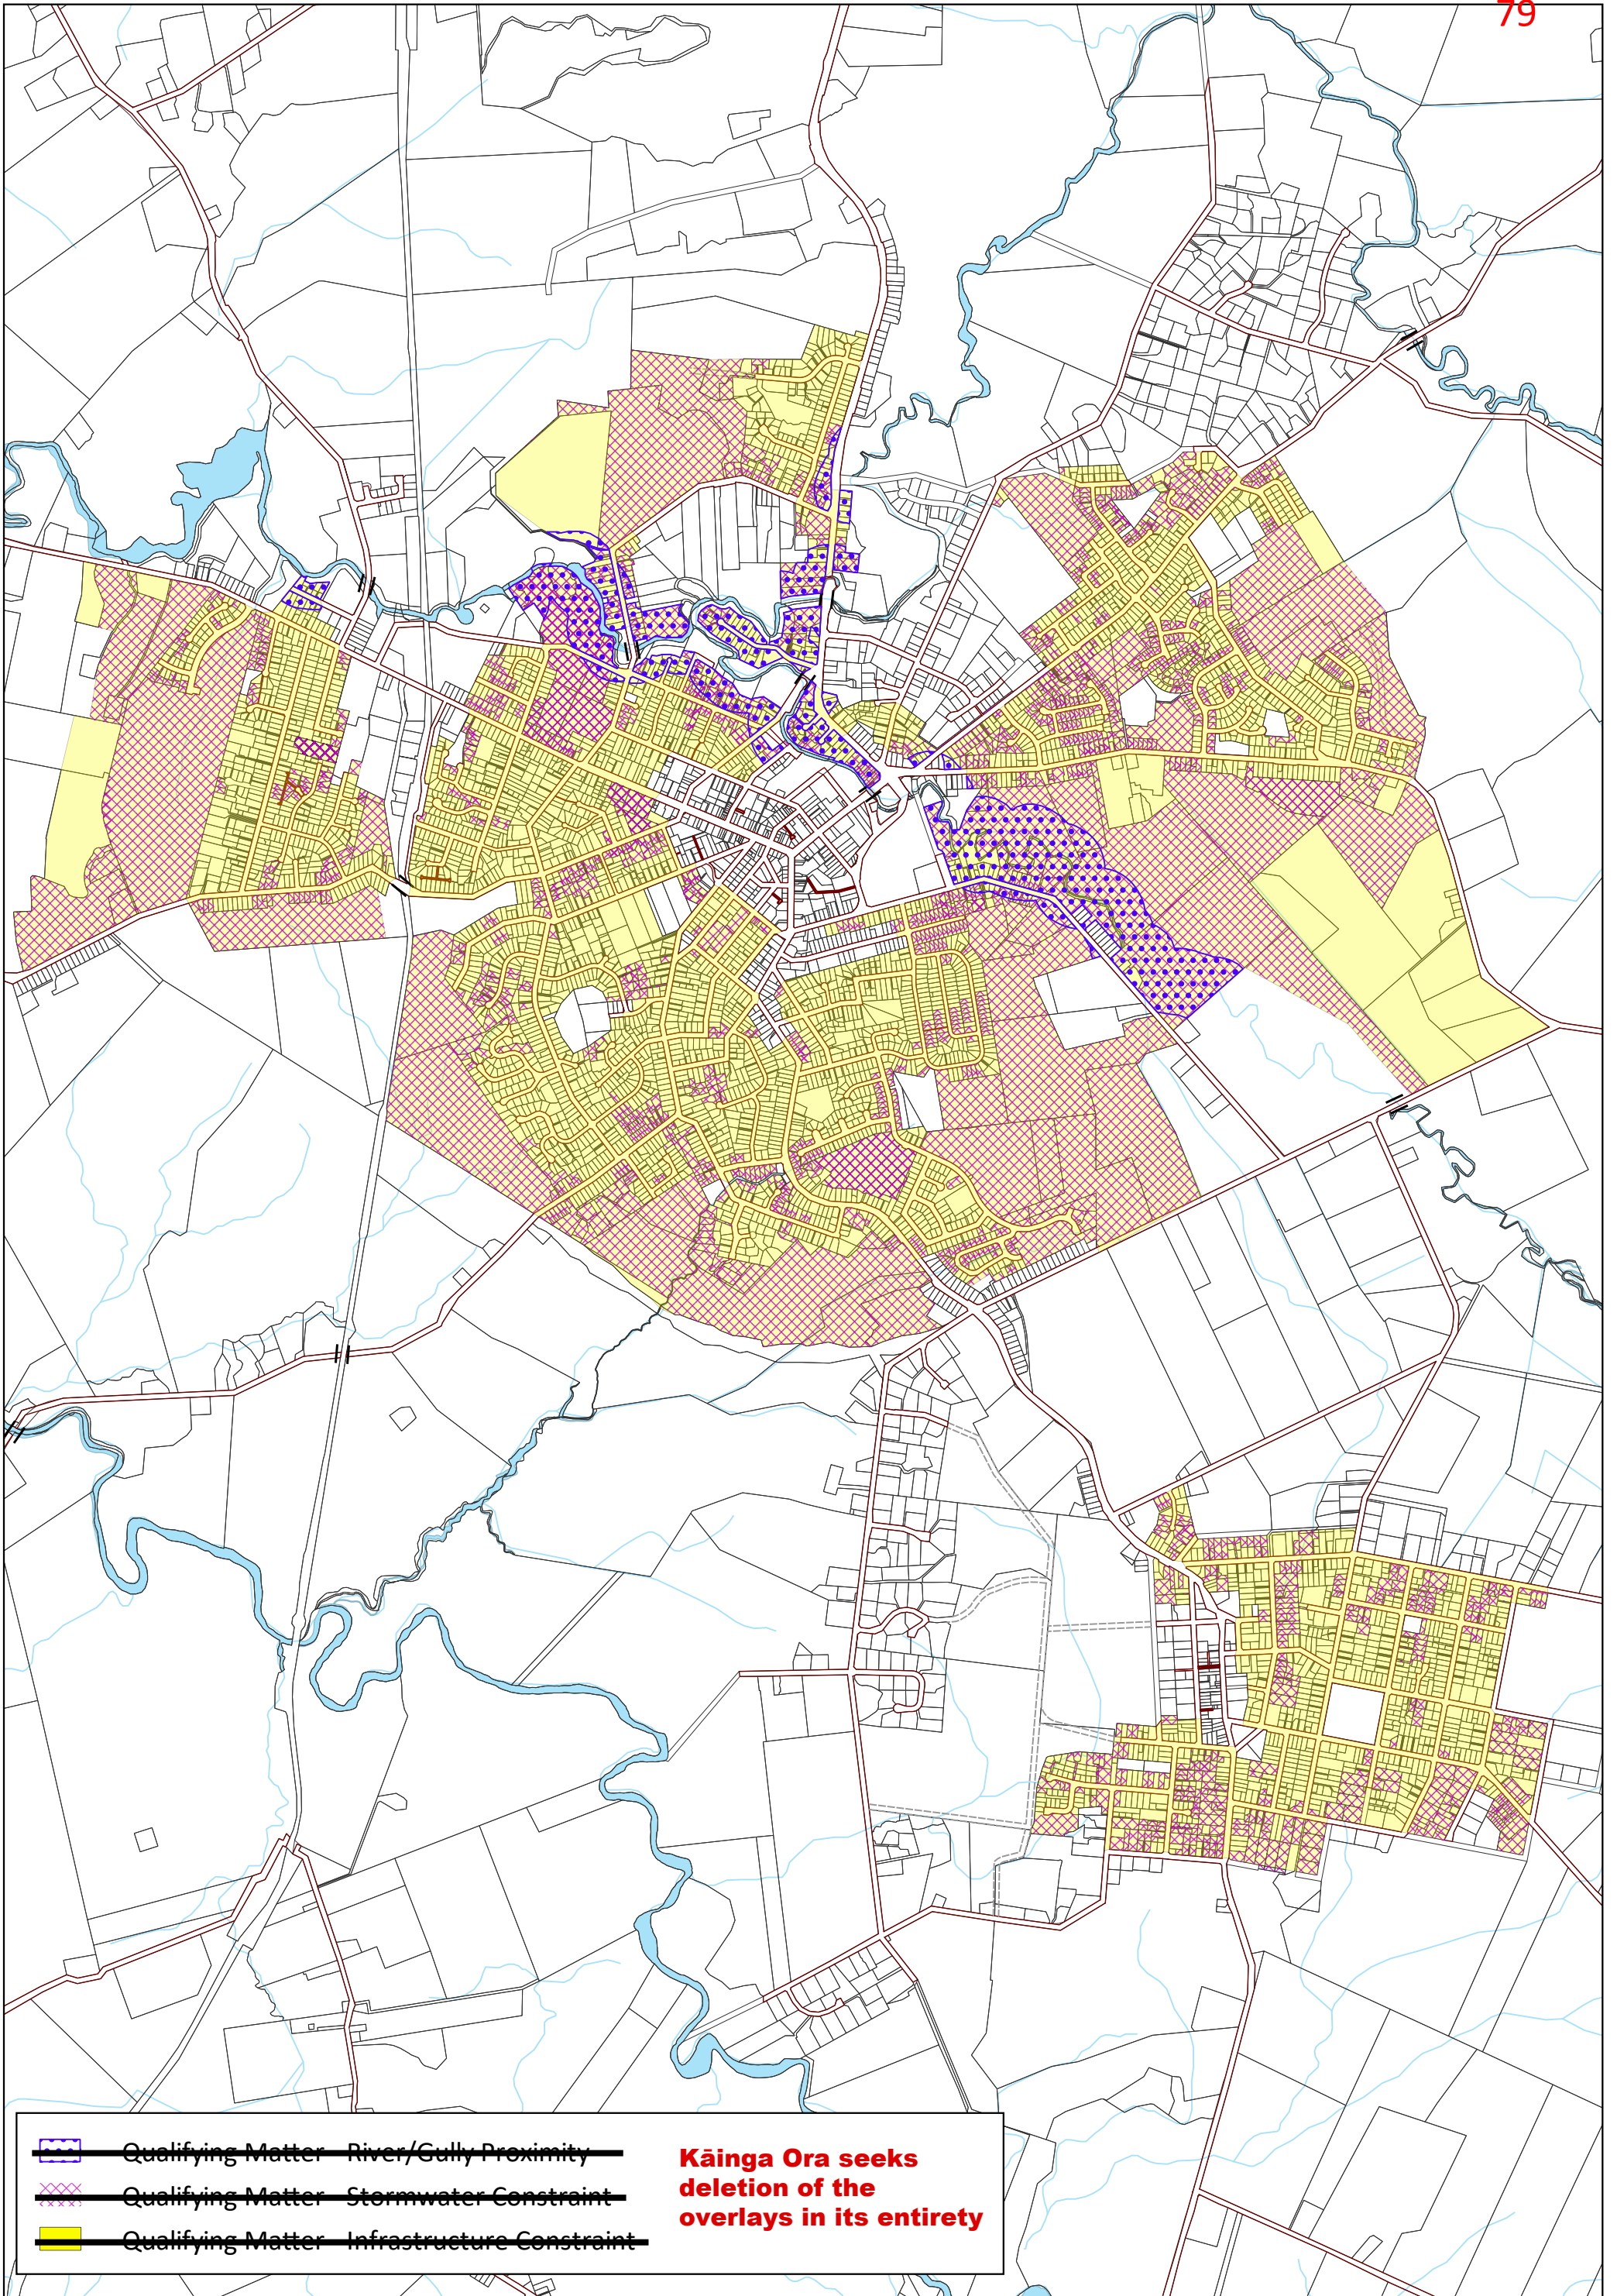 79
Qualifying Matter - River/Gully Proximity
Qualifying Matter - Stormwater Constraint
Qualifying Matter - Infrastructure Constraint
Kāinga Ora seeks
deletion of the
overlays in its entirety